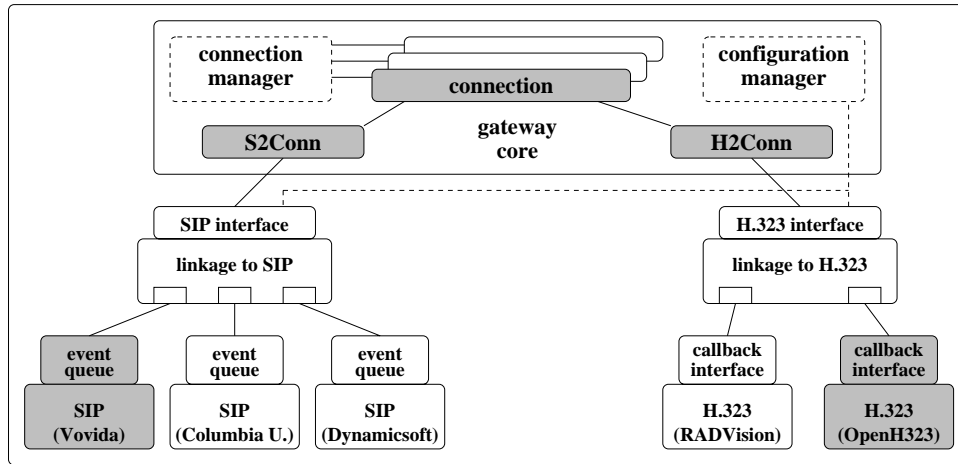 connection
manager
configuration
manager
connection
gateway
core
S2Conn
H2Conn
SIP interface
H.323 interface
linkage to SIP
linkage to H.323
event
queue
event
queue
event
queue
callback
interface
callback
interface
SIP
(Vovida)
SIP
(Columbia U.)
SIP
(Dynamicsoft)
H.323
(RADVision)
H.323
(OpenH323)